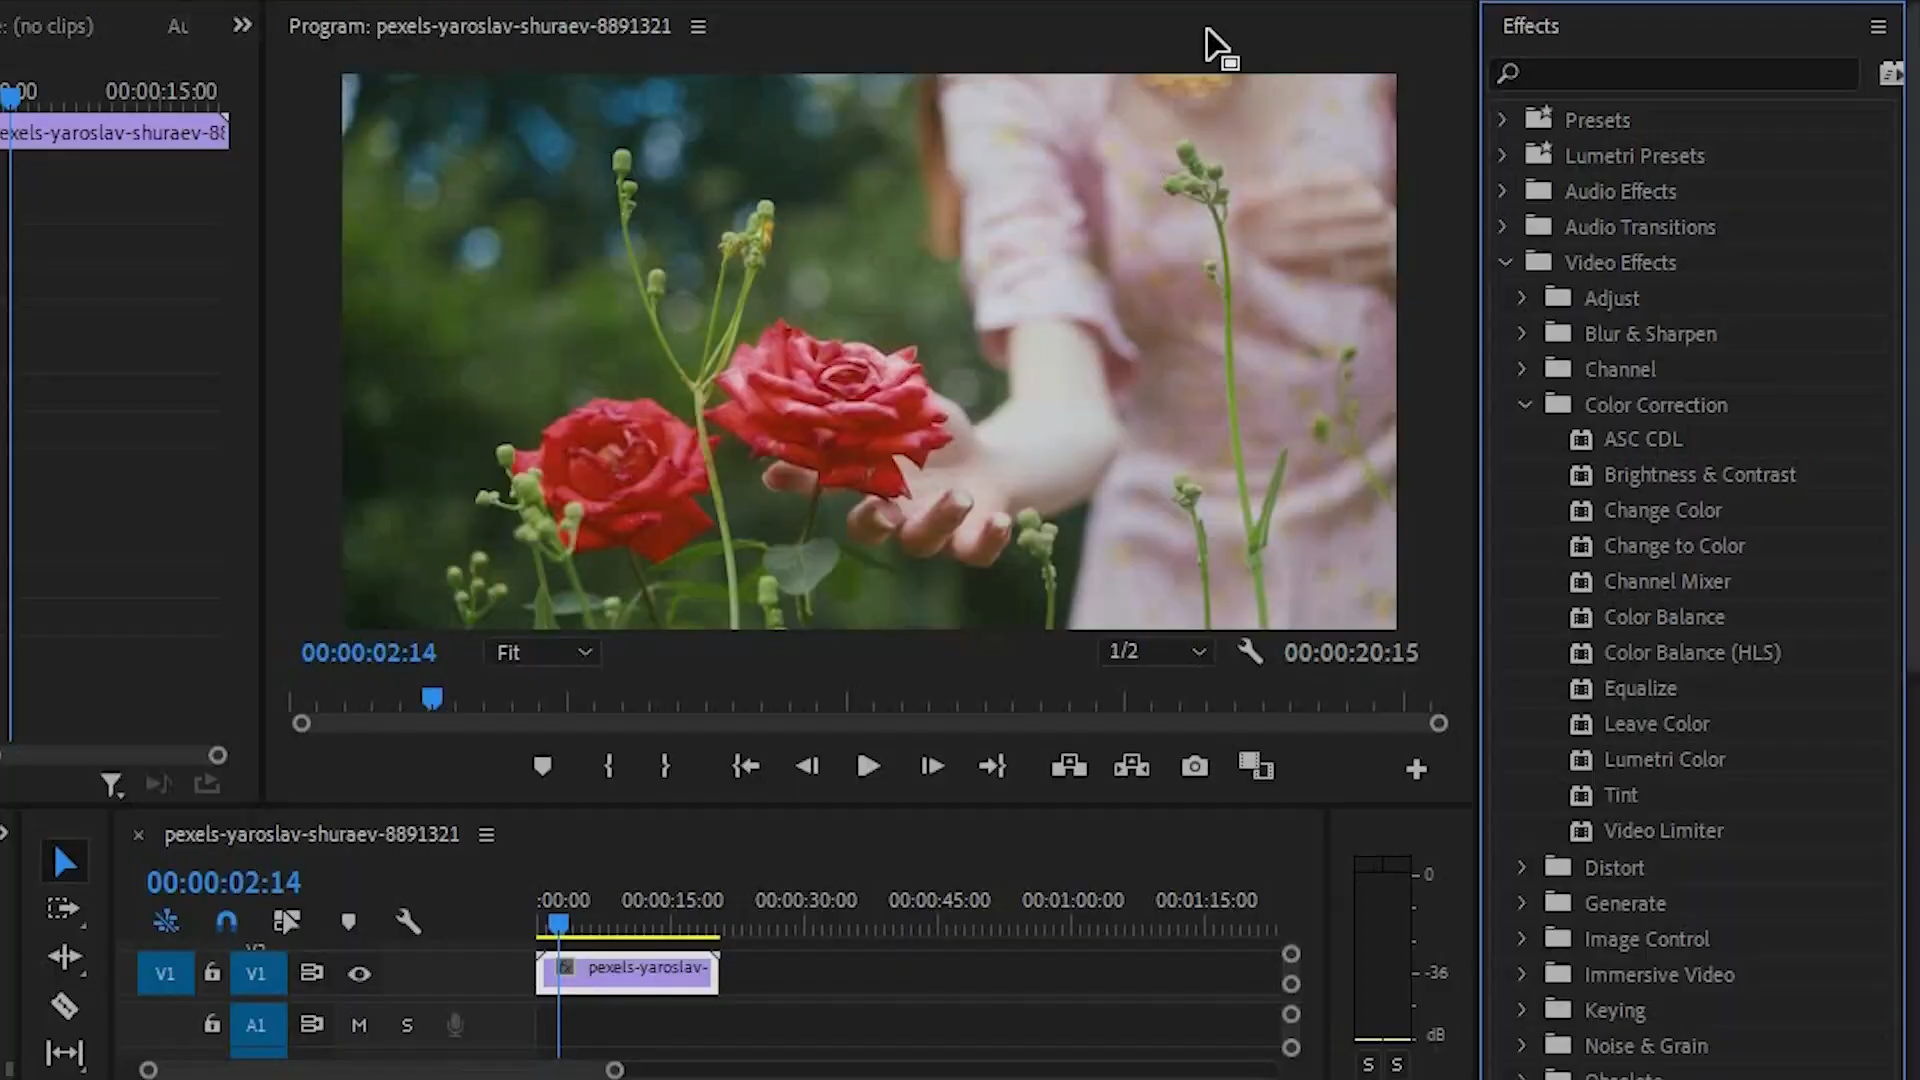 : (no clips)
Program: pexels-yaroslav-shuraev-8891321
Effects
:00
00:00:15:00
exels-yaroslav-shuraev-88
Presets
Lumetri Presets
Audio Effects
Audio Transitions
Video Effects
Adjust
Blur & Sharpen
Channel
Color Correction
ASC CDL
Brightness & Contrast
Change Color
Change to Color
Channel Mixer
Color Balance
Color Balance (HLS)
Equalize
Leave Color
Lumetri Color
Tint
Video Limiter
Distort
Generate
Image Control
Immersive Video
Keying
Noise & Grain
00:00:02:14
Fit
1/2
00:00:20:15
pexels-yaroslav-shuraev-8891321
00:00:02:14
:00:00
00:00:15:00
00:00:30:00
00:00:45:00
00:01:00:00
00:01:15:00
V1
V1
fx
pexels-yaroslav-
A1
M
S
0
-36
dB
S
S